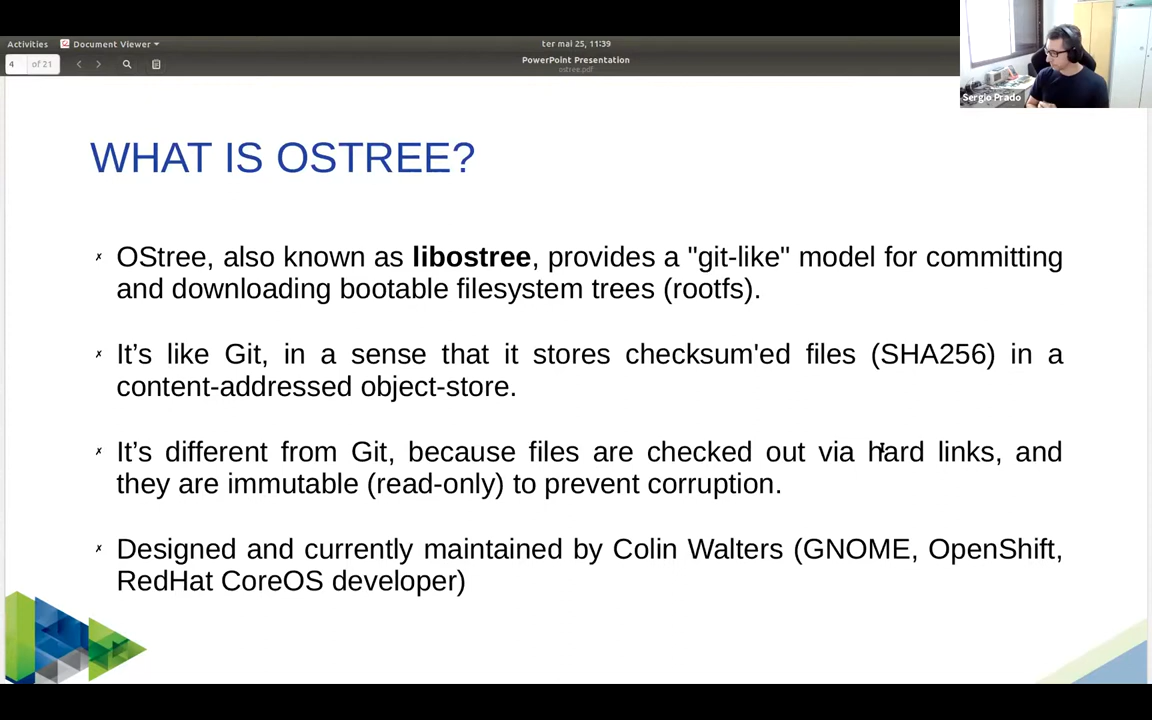 Activities
Document Viewer
ter mai 25, 11:39
4 of 21
PowerPoint Presentation
ostree.pdf
Sergio Prado
WHAT IS OSTREE?
✗ OStree, also known as libostree, provides a "git-like" model for committing
and downloading bootable filesystem trees (rootfs).
✗ It’s like Git, in a sense that it stores checksum'ed files (SHA256) in a
content-addressed object-store.
✗ It’s different from Git, because files are checked out via hard links, and
they are immutable (read-only) to prevent corruption.
✗ Designed and currently maintained by Colin Walters (GNOME, OpenShift,
RedHat CoreOS developer)